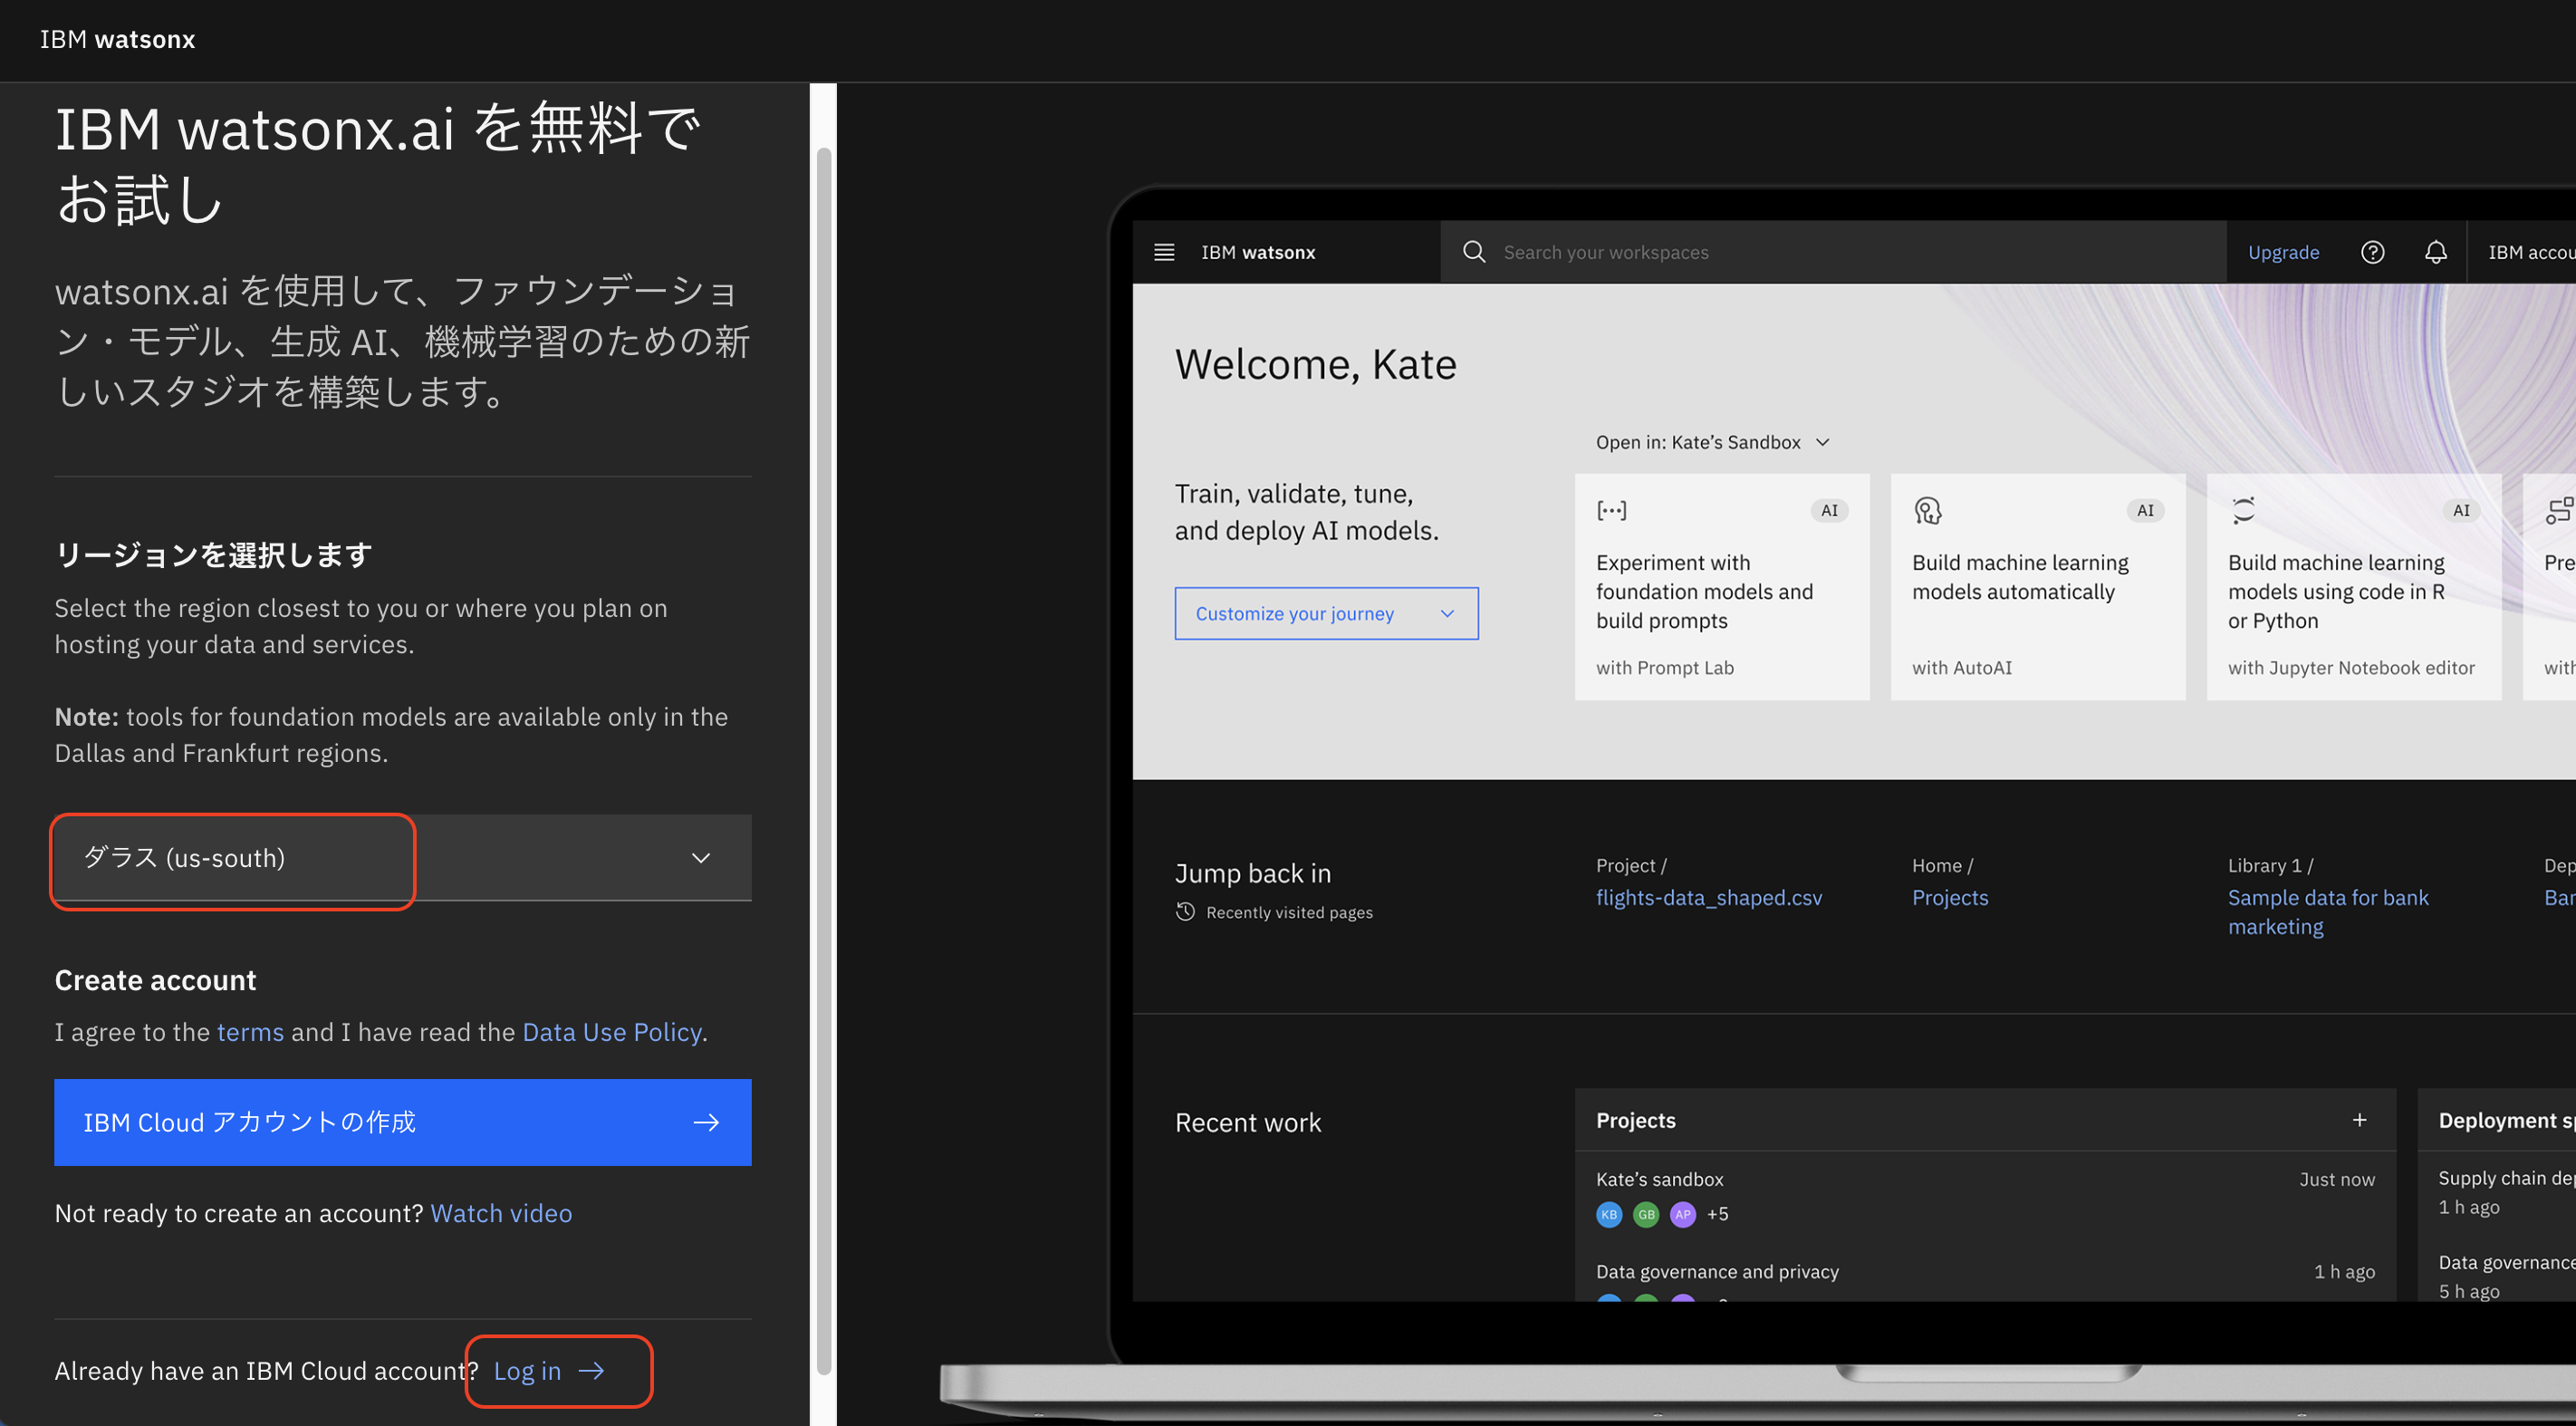 IBM watsonx
IBM watsonx.ai を無料で
お試し
watsonx.ai を使用して、ファウンデーショ
ン・モデル、生成 AI、機械学習のための新
しいスタジオを構築します。
リージョンを選択します
Select the region closest to you or where you plan on
hosting your data and services.
Note: tools for foundation models are available only in the
Dallas and Frankfurt regions.
ダラス (us-south)
Create account
I agree to the terms and I have read the Data Use Policy.
IBM Cloud アカウントの作成
Not ready to create an account? Watch video
Already have an IBM Cloud account? Log in
IBM watsonx
Search your workspaces
Upgrade
IBM accou
Welcome, Kate
Open in: Kate’s Sandbox
Train, validate, tune,
and deploy AI models.
Customize your journey
AI
Experiment with
foundation models and
build prompts
with Prompt Lab
AI
Build machine learning
models automatically
with AutoAI
AI
Build machine learning
models using code in R
or Python
with Jupyter Notebook editor
Pre
with
Jump back in
Recently visited pages
Project /
flights-data_shaped.csv
Home /
Projects
Library 1 /
Sample data for bank
marketing
Dep
Bar
Recent work
Projects
Kate’s sandbox
Just now
KB GB AP +5
Data governance and privacy
1 h ago
Deployment sp
Supply chain dep
1 h ago
Data governance
5 h ago